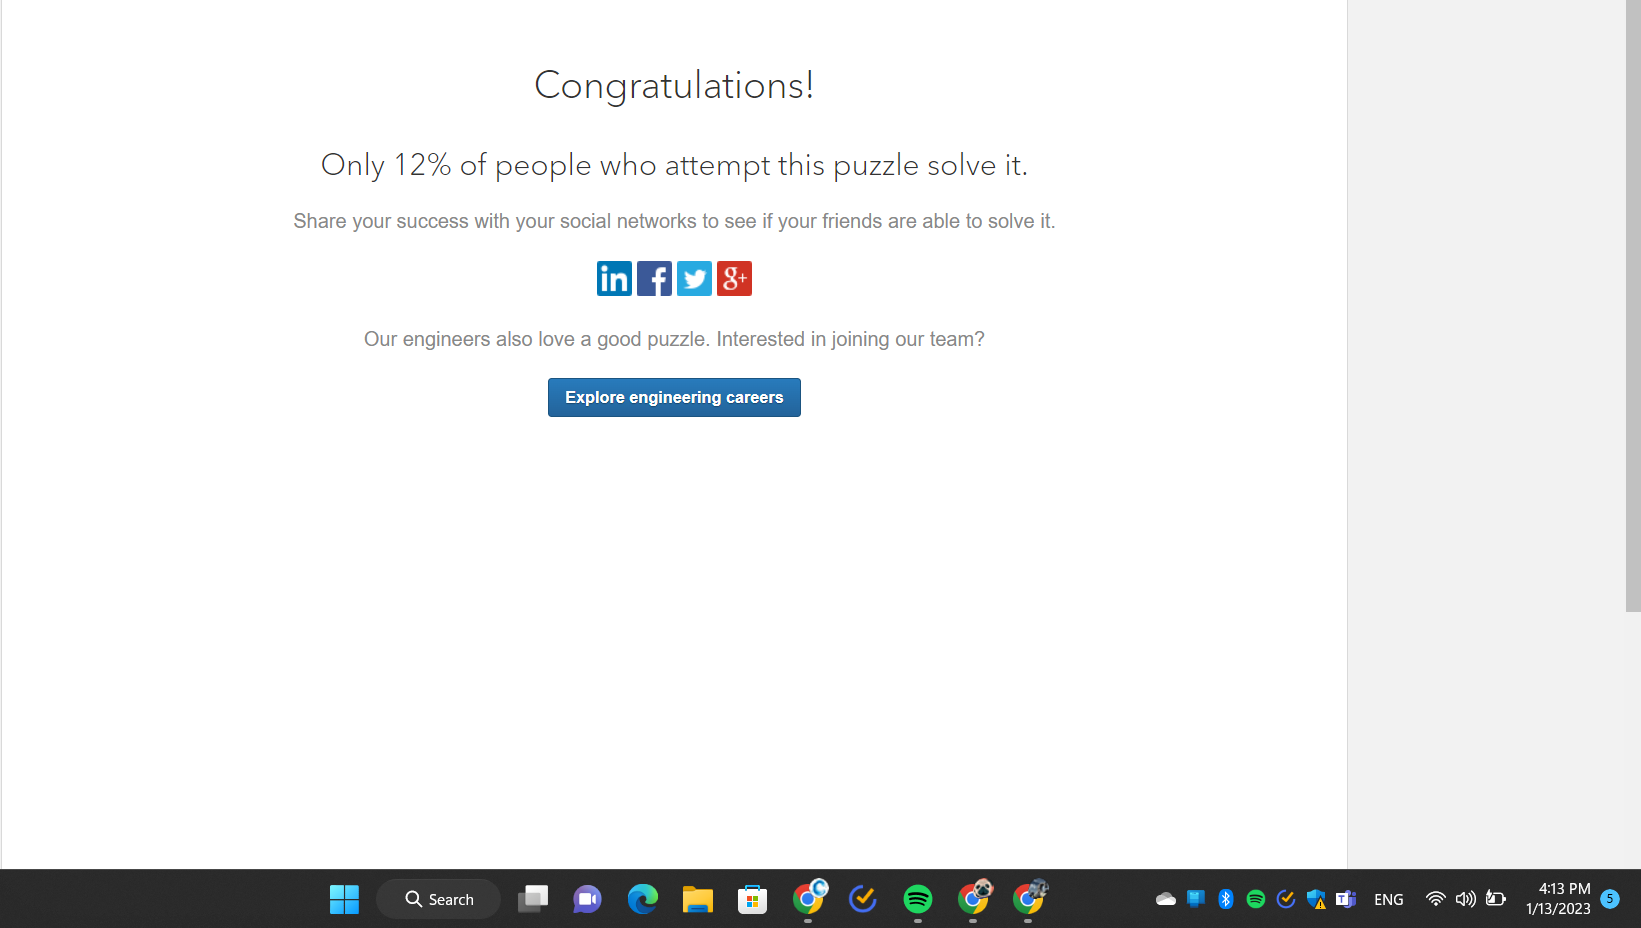 Congratulations!
Only 12% of people who attempt this puzzle solve it.
Share your success with your social networks to see if your friends are able to solve it.
in f g+
Our engineers also love a good puzzle. Interested in joining our team?
Explore engineering careers
Search
ENG
4:13 PM
1/13/2023
5